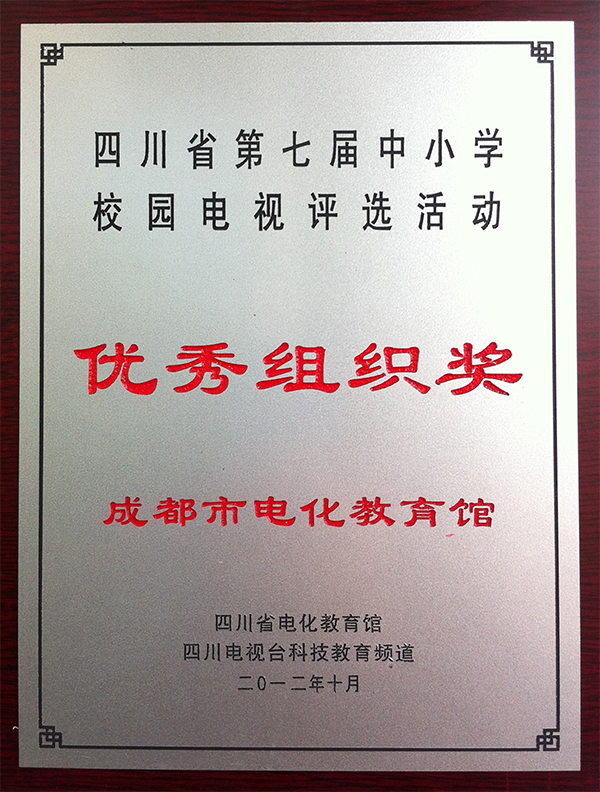 四川省第七届中小学
校园电视评选活动
优秀组织奖
成都市电化教育馆
四川省电化教育馆
四川电视台科技教育频道
二〇一二年十月